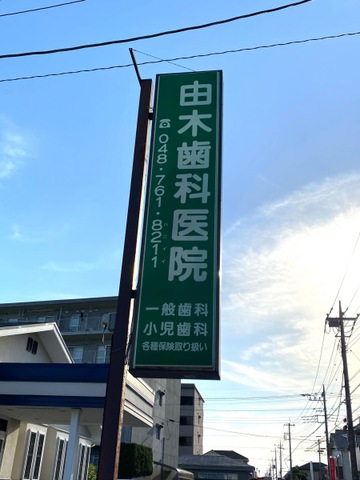 由木歯科医院
☎048・761・8211
一般歯科
小児歯科
各種保険取り扱い